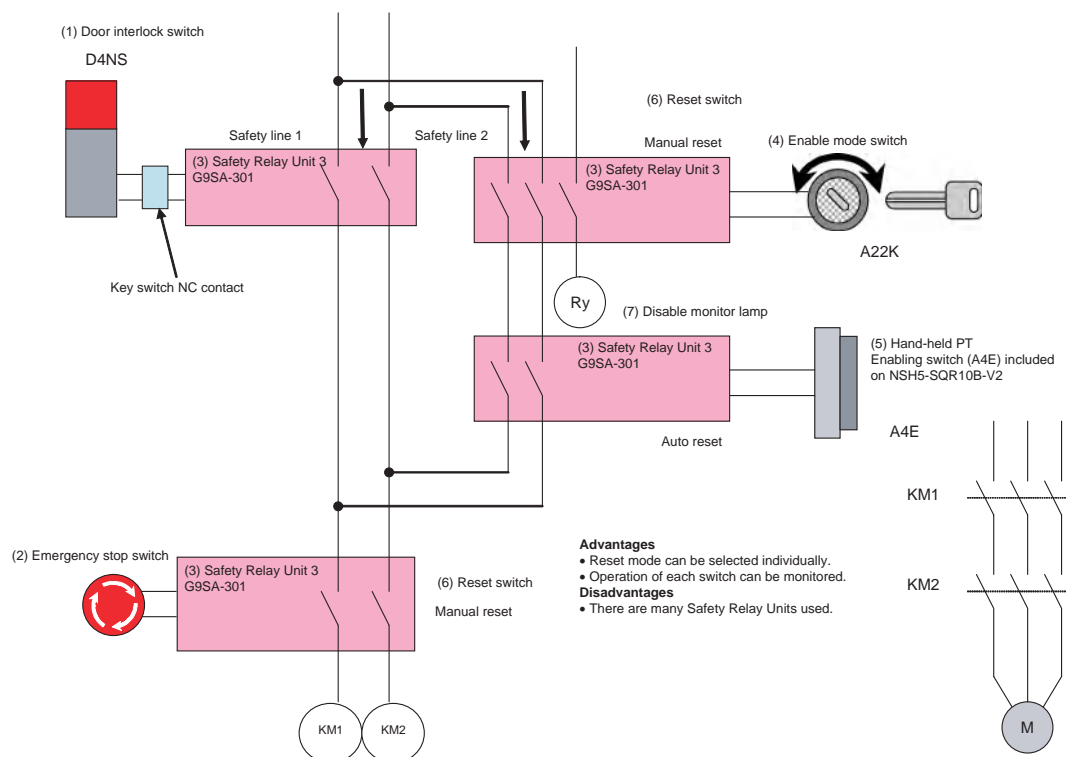 (1) Door interlock switch
D4NS
Safety line 1
Safety line 2
(6) Reset switch
Manual reset
(4) Enable mode switch
(3) Safety Relay Unit 3
G9SA-301
(3) Safety Relay Unit 3
G9SA-301
A22K
Key switch NC contact
Ry
(7) Disable monitor lamp
(3) Safety Relay Unit 3
G9SA-301
(5) Hand-held PT
Enabling switch (A4E) included
on NSH5-SQR10B-V2
Auto reset
A4E
KM1
(2) Emergency stop switch
(3) Safety Relay Unit 3
G9SA-301
(6) Reset switch
Manual reset
Advantages
• Reset mode can be selected individually.
• Operation of each switch can be monitored.
Disadvantages
• There are many Safety Relay Units used.
KM2
KM1
KM2
M